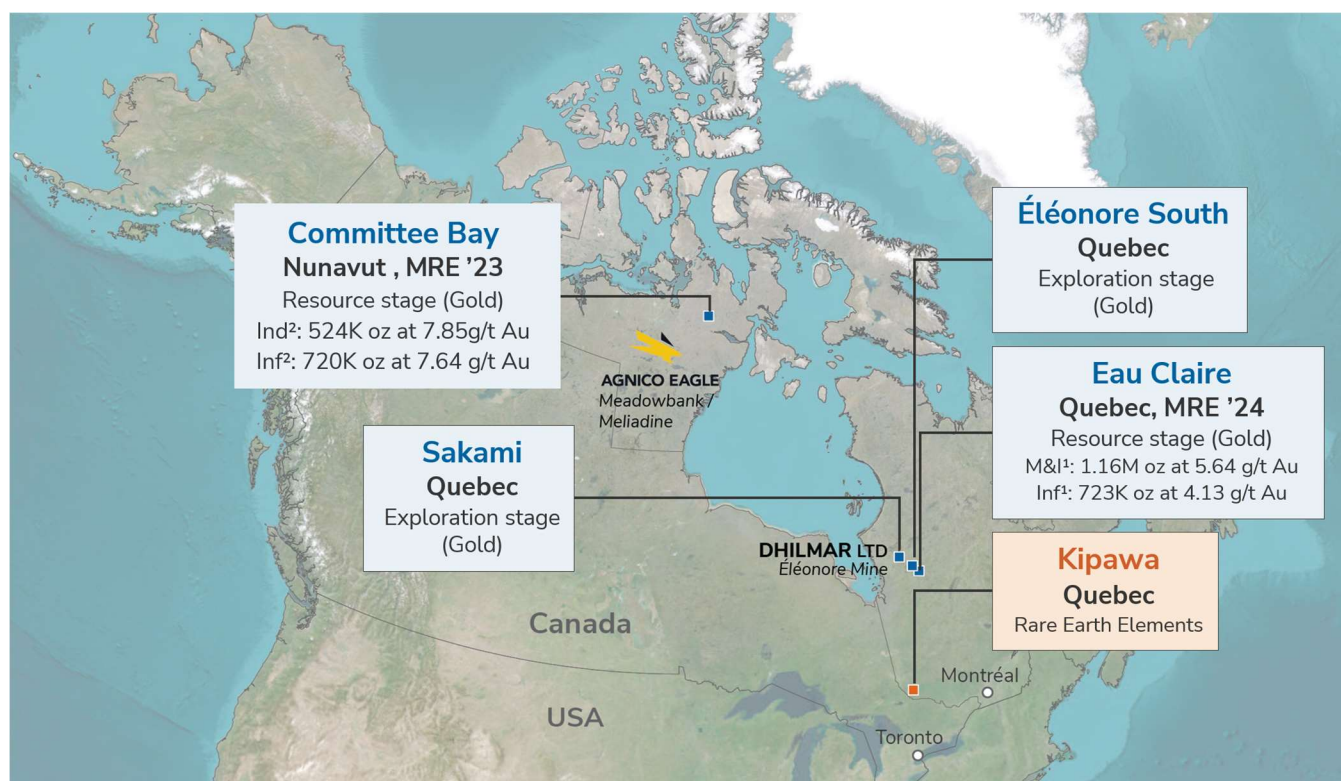 Committee Bay
Nunavut , MRE ’23
Resource stage (Gold)
Ind²: 524K oz at 7.85g/t Au
Inf²: 720K oz at 7.64 g/t Au
AGNICO EAGLE
Meadowbank /
Meliadine
Sakami
Quebec
Exploration stage
(Gold)
Éléonore South
Quebec
Exploration stage
(Gold)
Eau Claire
Quebec, MRE ’24
Resource stage (Gold)
M&I¹: 1.16M oz at 5.64 g/t Au
Inf¹: 723K oz at 4.13 g/t Au
DHILMAR LTD
Éléonore Mine
Kipawa
Quebec
Rare Earth Elements
Canada
USA
Montréal
Toronto